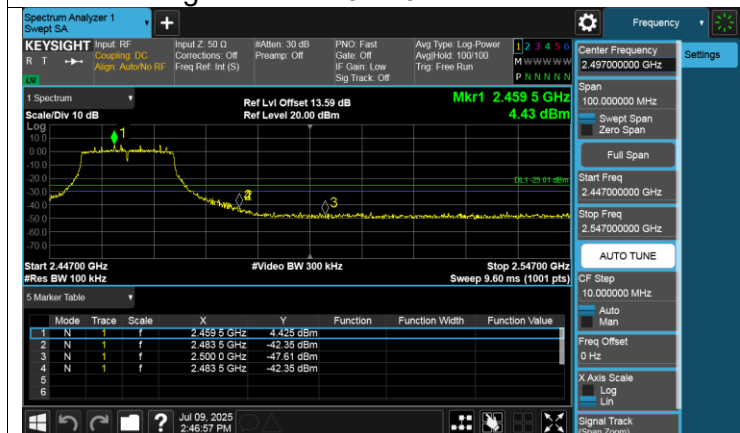 Spectrum Analyzer 1
Swept SA
Frequency
KEYSIGHT
R T
LXI
Input: RF
Coupling: DC
Align: Auto/No RF
Input Z: 50 Ω
Corrections: Off
Freq Ref: Int (S)
#Atten: 30 dB
Preamp: Off
PNO: Fast
Gate: Off
IF Gain: Low
Sig Track: Off
Avg Type: Log-Power
Avg|Hold: 100/100
Trig: Free Run
1 2 3 4 5 6
M W W W W W
P N N N N N
1 Spectrum
Scale/Div 10 dB
Log
Ref Lvl Offset 13.59 dB
Ref Level 20.00 dBm
Mkr1 2.459 5 GHz
4.43 dBm
10.0
0.00
-10.0
-20.0
-30.0
-40.0
-50.0
-60.0
-70.0
1
3
DL1 -25.01 dBm
Start 2.44700 GHz
#Res BW 100 kHz
#Video BW 300 kHz
Stop 2.54700 GHz
Sweep 9.60 ms (1001 pts)
5 Marker Table
Mode Trace Scale X Y Function Function Width Function Value
1 N 1 f 2.459 5 GHz 4.425 dBm
2 N 1 f 2.483 5 GHz -42.35 dBm
3 N 1 f 2.500 0 GHz -47.61 dBm
4 N 1 f 2.483 5 GHz -42.35 dBm
5
6
?
Jul 09, 2025
2:46:57 PM
Center Frequency
2.497000000 GHz
Settings
Span
100.000000 MHz
Swept Span
Zero Span
Full Span
Start Freq
2.447000000 GHz
Stop Freq
2.547000000 GHz
AUTO TUNE
CF Step
10.000000 MHz
Auto
Man
Freq Offset
0 Hz
X Axis Scale
Log
Lin
Signal Track
(Span Zoom)